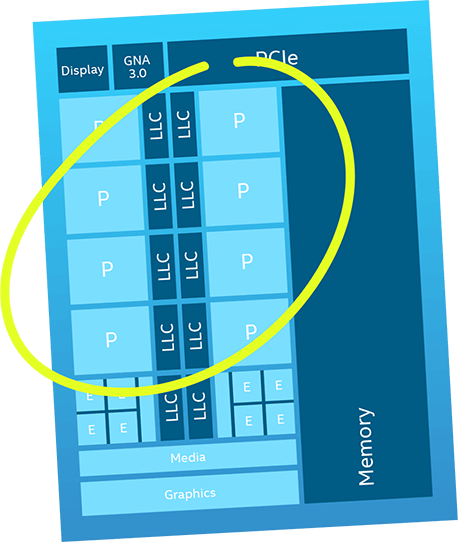 Display
GNA
3.0
PCIe
P LLC LLC P
P LLC LLC P
P LLC LLC P
P LLC LLC P
E E LLC LLC E E
E E E E
Media
Graphics
Memory